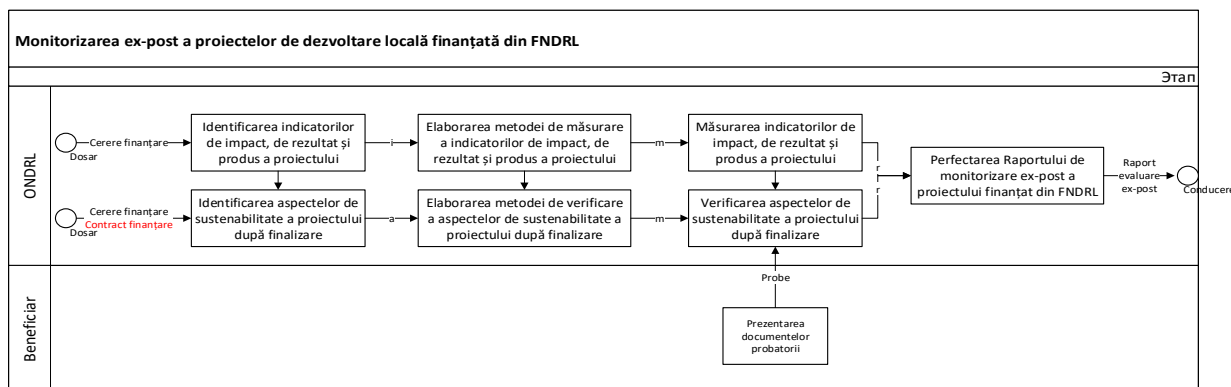 Monitorizarea ex-post a proiectelor de dezvoltare locală finanțată din FNDRL
Этап
ONDRL
Dosar
Cerere finanțare
Identificarea indicatorilor
de impact, de rezultat și
produs a proiectului
i
Elaborarea metodei de măsurare
a indicatorilor de impact, de
rezultat și produs a proiectului
m
Măsurarea indicatorilor de
impact, de rezultat și
produs a proiectului
r
Dosar
Cerere finanțare
Contract finanțare
Identificarea aspectelor de
sustenabilitate a proiectului
după finalizare
a
Elaborarea metodei de verificare
a aspectelor de sustenabilitate a
proiectului după finalizare
m
Verificarea aspectelor de
sustenabilitate a proiectului
după finalizare
r
Perfectarea Raportului de
monitorizare ex-post a
proiectului finanțat din FNDRL
Raport
evaluare
ex-post
Conducere
Beneficiar
Probe
Prezentarea
documentelor
probatorii